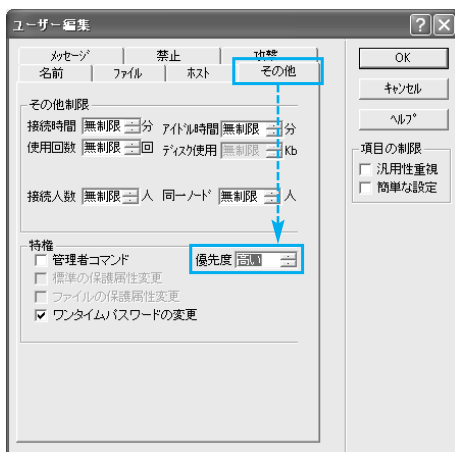 ユーザー編集
メッセージ 禁止 攻撃
名前 ファイル ホスト その他
OK
キャンセル
ヘルプ
項目の制限
汎用性重視
簡単な設定
その他制限
接続時間 無制限 分 アイドル時間 無制限 分
使用回数 無制限 回 ディスク使用 無制限 Kb
接続人数 無制限 人 同一ノード 無制限 人
特権
管理者コマンド 優先度 高い
標準の保護属性変更
ファイルの保護属性変更
ワンタイムパスワードの変更